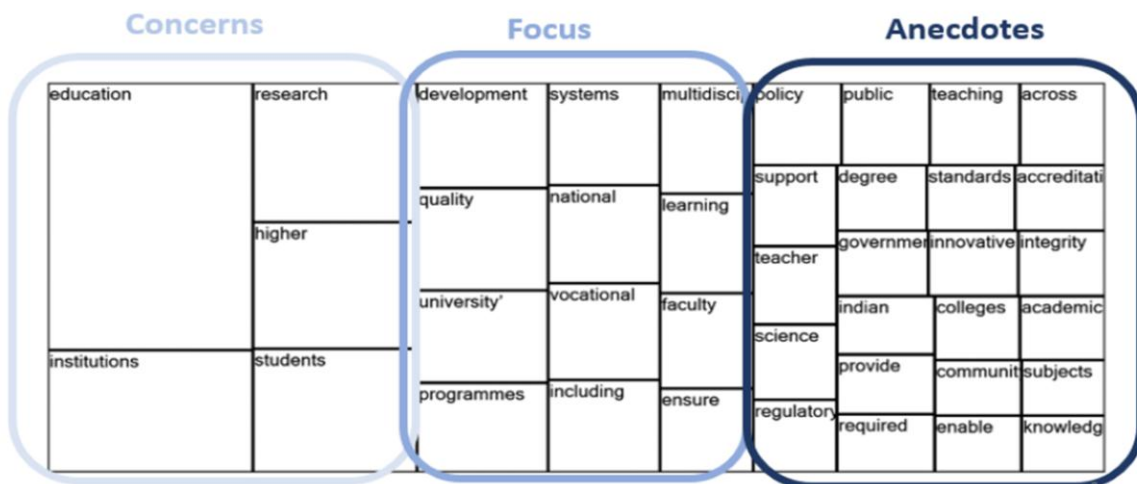 Concerns
Focus
Anecdotes
education
research
higher
institutions
students
development
systems
multidisci
quality
national
learning
university'
vocational
faculty
programmes
including
ensure
policy
public
teaching
across
support
degree
standards
accreditati
teacher
governmer
innovative
integrity
science
indian
colleges
academic
provide
communit
subjects
regulatory
required
enable
knowledg